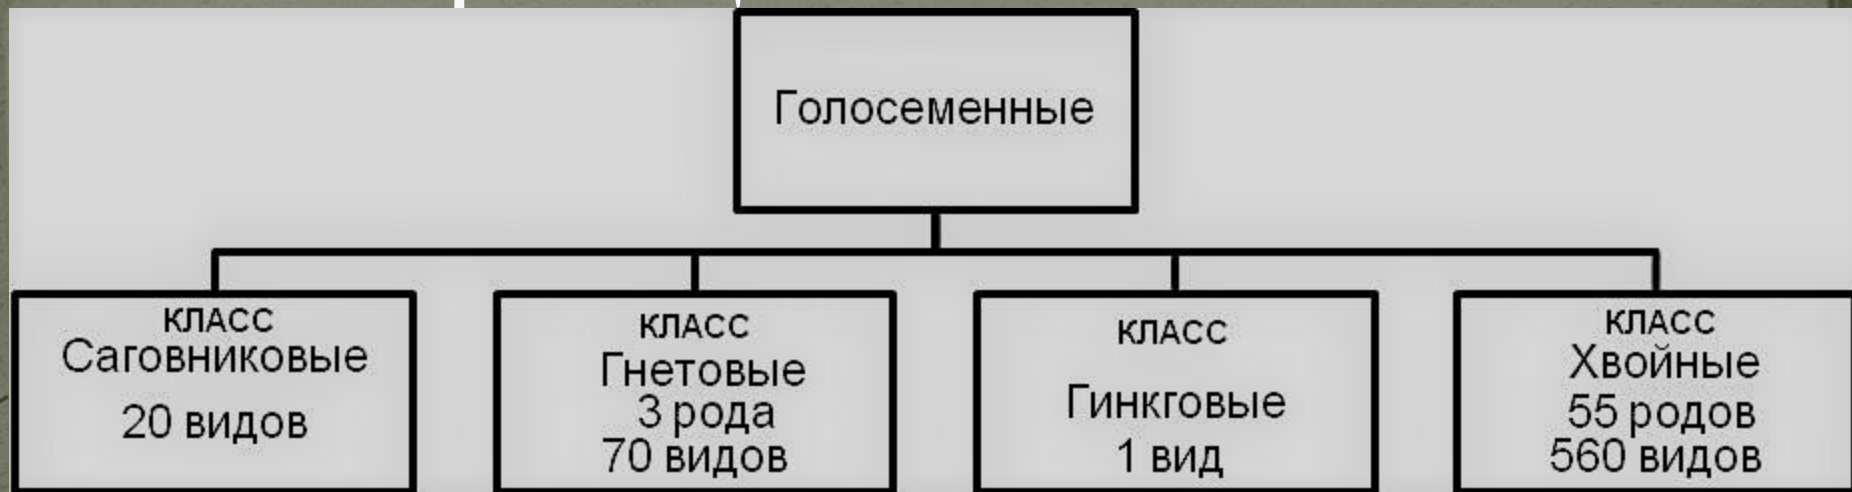 Голосеменные
КЛАСС
Саговниковые
20 видов
КЛАСС
Гнетовые
3 рода
70 видов
КЛАСС
Гинкговые
1 вид
КЛАСС
Хвойные
55 родов
560 видов